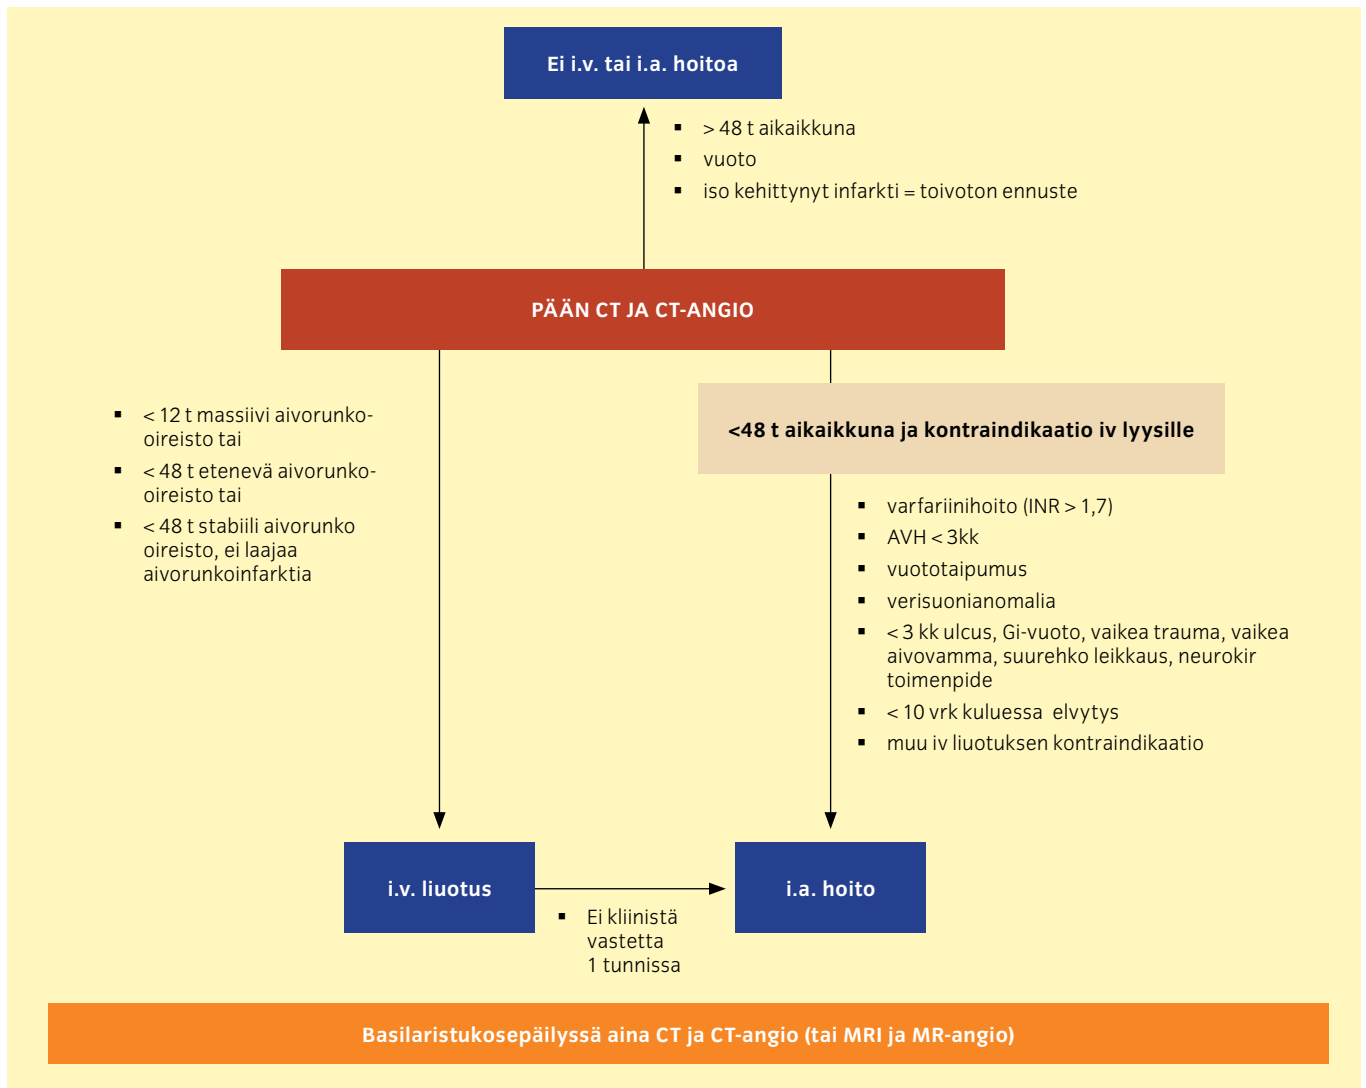 Ei i.v. tai i.a. hoitoa
▪ > 48 t aikaikkuna
▪ vuoto
▪ iso kehittynyt infarkti = toivoton ennuste
PÄÄN CT JA CT-ANGIO
▪ < 12 t massiivi aivorunko-
oireisto tai
▪ < 48 t etenevä aivorunko-
oireisto tai
▪ < 48 t stabiili aivorunko
oireisto, ei laajaa
aivorunkoinfarktia
<48 t aikaikkuna ja kontraindikaatio iv lyysille
▪ varfariinihoito (INR > 1,7)
▪ AVH < 3kk
▪ vuototaipumus
▪ verisuonianomalia
▪ < 3 kk ulcus, Gi-vuoto, vaikea trauma, vaikea
aivovamma, suurehko leikkaus, neurokir
toimenpide
▪ < 10 vrk kuluessa elvytys
▪ muu iv liuotuksen kontraindikaatio
i.v. liuotus
▪ Ei kliinistä
vastetta
1 tunnissa
i.a. hoito
Basilaristukosepäilyssä aina CT ja CT-angio (tai MRI ja MR-angio)